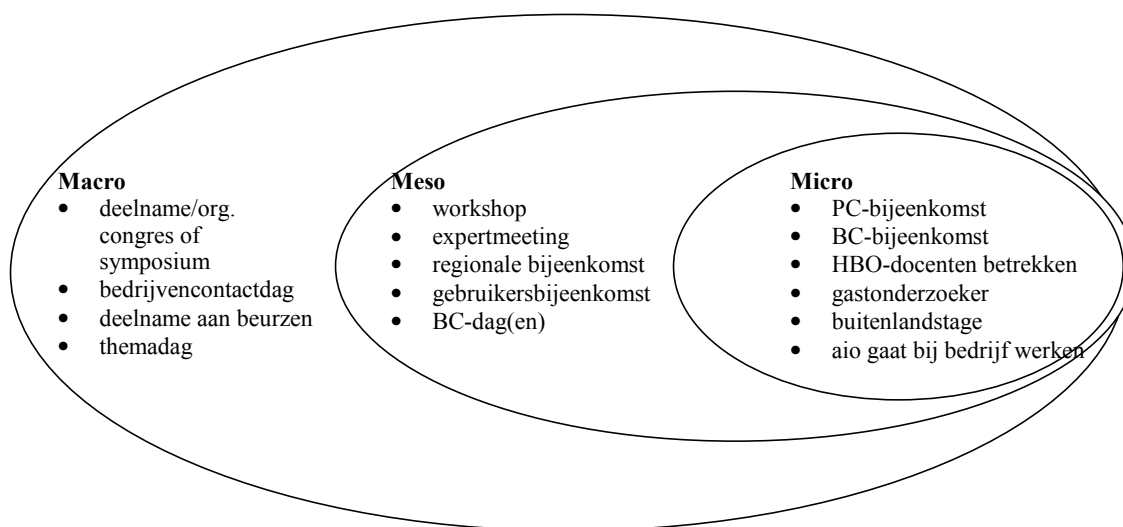 Macro
• deelname/org.
congres of
symposium
• bedrijvencontactdag
• deelname aan beurzen
• themadag
Meso
• workshop
• expertmeeting
• regionale bijeenkomst
• gebruikersbijeenkomst
• BC-dag(en)
Micro
• PC-bijeenkomst
• BC-bijeenkomst
• HBO-docenten betrekken
• gastonderzoeker
• buitenlandstage
• aio gaat bij bedrijf werken